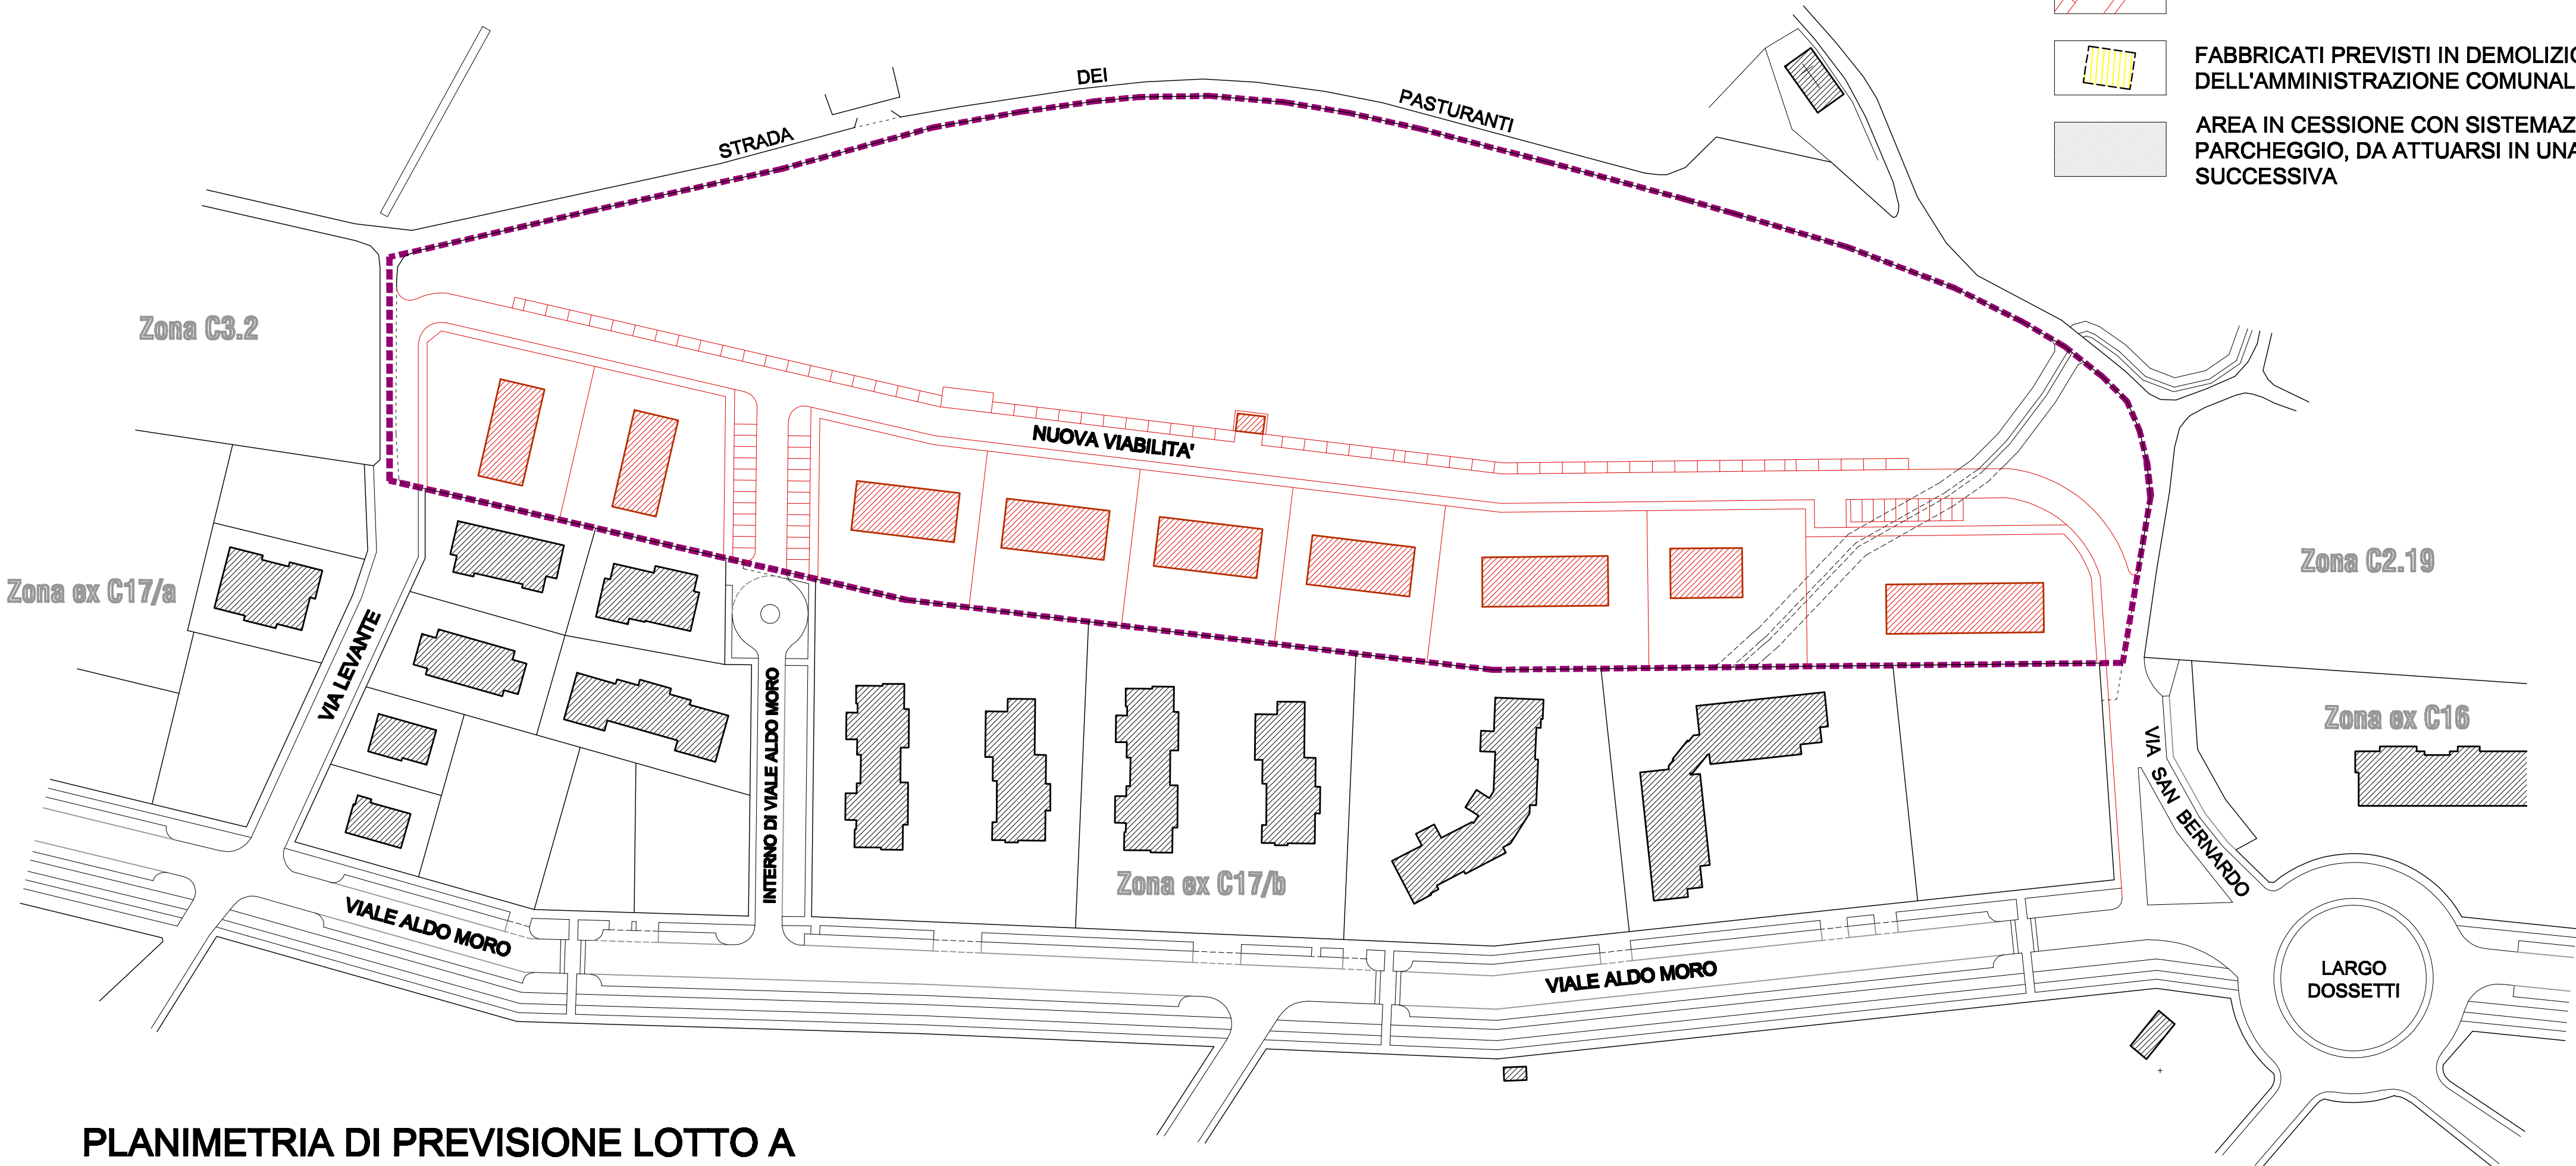 FABBRICATI PREVISTI IN DEMOLIZI
DELL'AMMINISTRAZIONE COMUNAL
AREA IN CESSIONE CON SISTEMAZ
PARCHEGGIO, DA ATTUARSI IN UNA
SUCCESSIVA
STRADA
DEI
PASTURANTI
Zona C3.2
NUOVA VIABILITA'
Zona C2.19
Zona ex C17/a
VIA LEVANTE
INTERNO DI VIALE ALDO MORO
Zona ex C16
VIA SAN BERNARDO
Zona ex C17/b
VIALE ALDO MORO
VIALE ALDO MORO
LARGO
DOSSETTI
PLANIMETRIA DI PREVISIONE LOTTO A